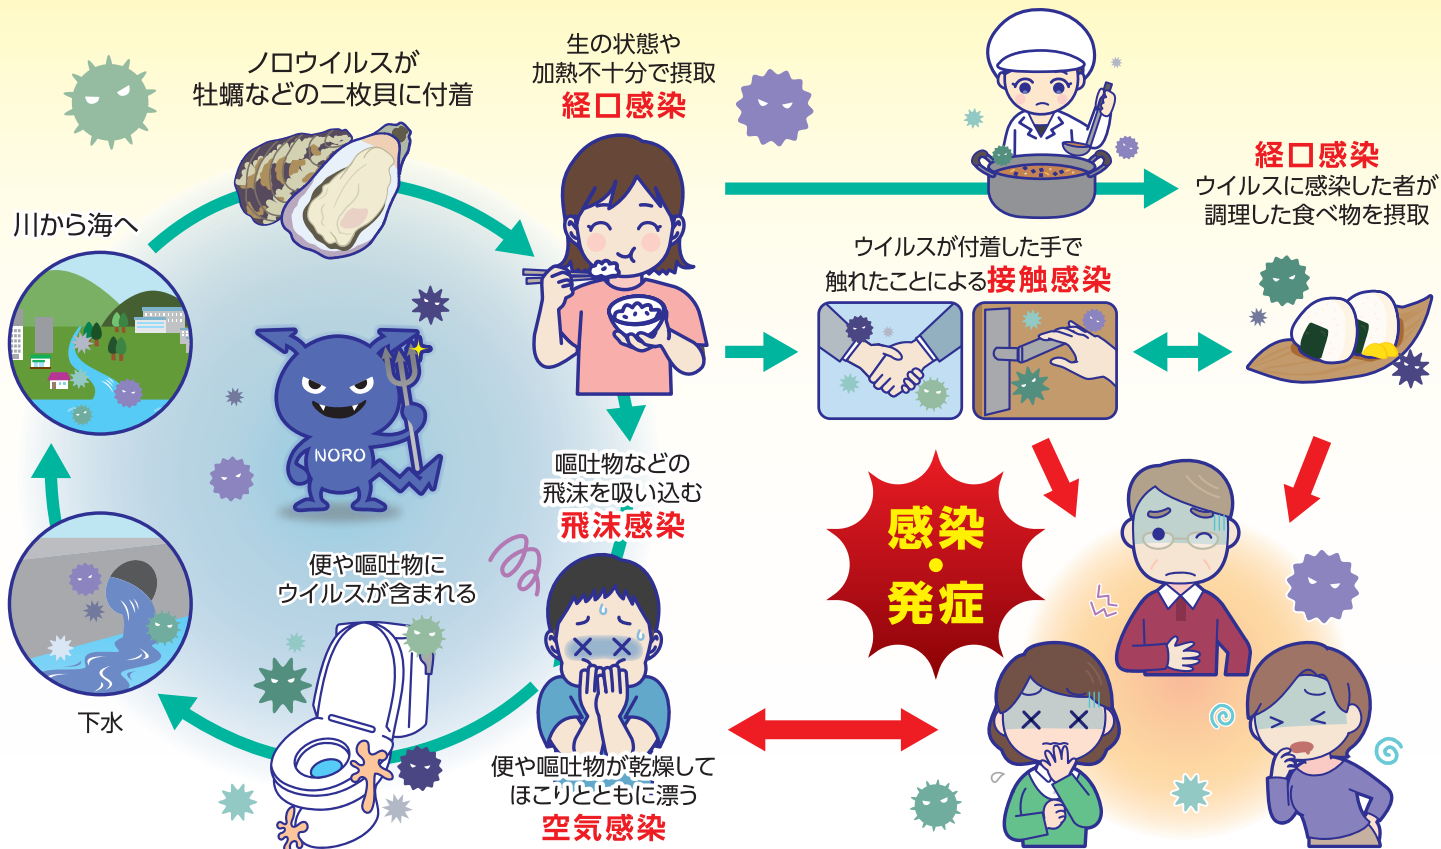 ノロウイルスが
牡蠣などの二枚貝に付着
生の状態や
加熱不十分で摂取
経口感染
経口感染
ウイルスに感染した者が
調理した食べ物を摂取
川から海へ
ウイルスが付着した手で
触れたことによる接触感染
NORO
嘔吐物などの
飛沫を吸い込む
飛沫感染
感染
・
発症
便や嘔吐物に
ウイルスが含まれる
下水
便や嘔吐物が乾燥して
ほこりとともに漂う
空気感染